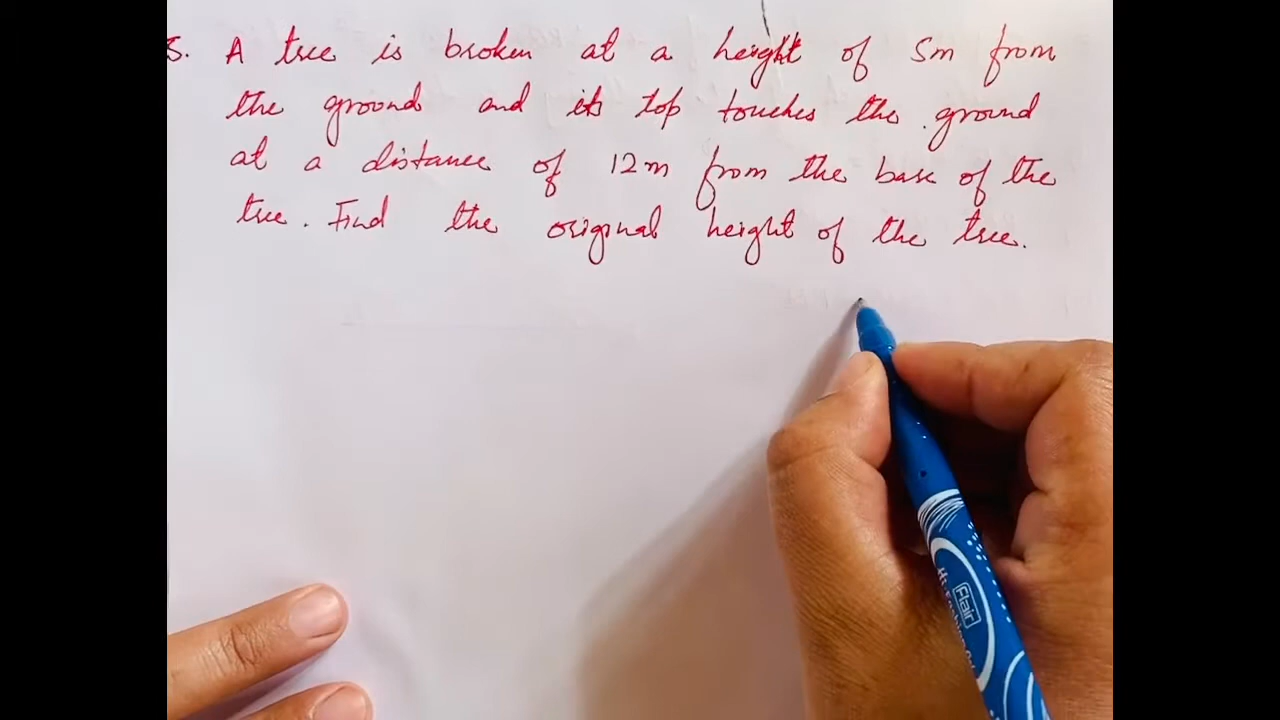 5. A tree is broken at a height of 5m from
the ground and its top touches the ground
at a distance of 12m from the base of the
tree. Find the original height of the tree.
Flair